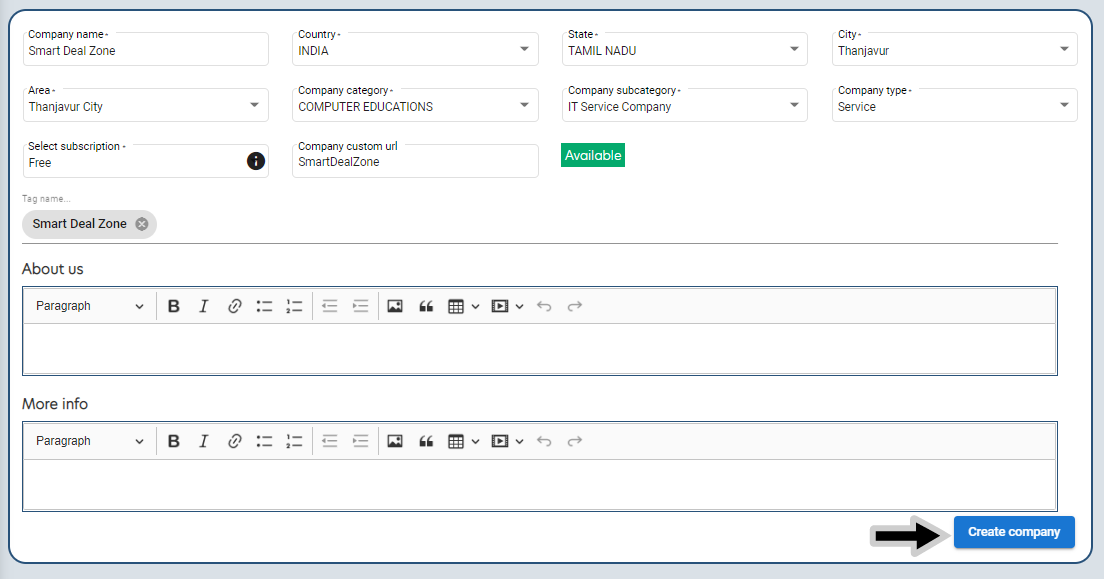 Company name* Country* State* City*
Smart Deal Zone INDIA TAMIL NADU Thanjavur
Area* Company category* Company subcategory* Company type*
Thanjavur City COMPUTER EDUCATIONS IT Service Company Service
Select subscription* Company custom url
Free SmartDealZone Available
Tag name...
Smart Deal Zone
About us
Paragraph
More info
Paragraph
Create company